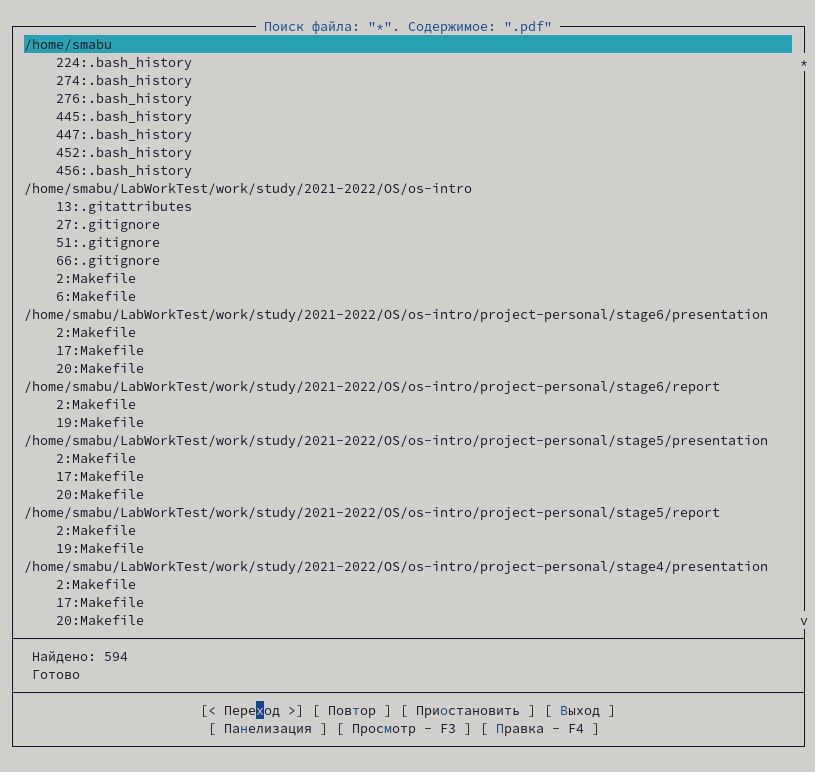 Поиск файла: "*". Содержимое: ".pdf"
/home/smabu
224:.bash_history
274:.bash_history
276:.bash_history
445:.bash_history
447:.bash_history
452:.bash_history
456:.bash_history
/home/smabu/LabWorkTest/work/study/2021-2022/OS/os-intro
13:.gitattributes
27:.gitignore
51:.gitignore
66:.gitignore
2:Makefile
6:Makefile
/home/smabu/LabWorkTest/work/study/2021-2022/OS/os-intro/project-personal/stage6/presentation
2:Makefile
17:Makefile
20:Makefile
/home/smabu/LabWorkTest/work/study/2021-2022/OS/os-intro/project-personal/stage6/report
2:Makefile
19:Makefile
/home/smabu/LabWorkTest/work/study/2021-2022/OS/os-intro/project-personal/stage5/presentation
2:Makefile
17:Makefile
20:Makefile
/home/smabu/LabWorkTest/work/study/2021-2022/OS/os-intro/project-personal/stage5/report
2:Makefile
19:Makefile
/home/smabu/LabWorkTest/work/study/2021-2022/OS/os-intro/project-personal/stage4/presentation
2:Makefile
17:Makefile
20:Makefile
Найдено: 594
Готово
[< Переход >] [ Повтор ] [ Приостановить ] [ Выход ]
[ Панелизация ] [ Просмотр - F3 ] [ Правка - F4 ]